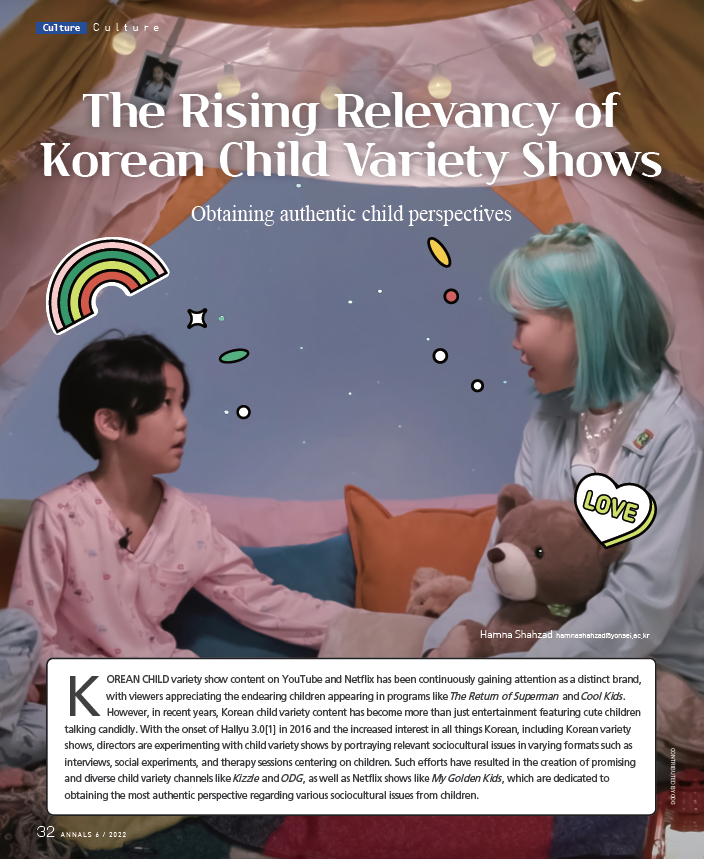 Culture Culture
The Rising Relevancy of
Korean Child Variety Shows
Obtaining authentic child perspectives
LOVE
Hamna Shahzad hamnashahzad@yonsei.ac.kr
KOREAN CHILD variety show content on YouTube and Netflix has been continuously gaining attention as a distinct brand,
with viewers appreciating the endearing children appearing in programs like The Return of Superman and Cool Kids.
However, in recent years, Korean child variety content has become more than just entertainment featuring cute children
talking candidly. With the onset of Hallyu 3.0[1] in 2016 and the increased interest in all things Korean, including Korean variety
shows, directors are experimenting with child variety shows by portraying relevant sociocultural issues in varying formats such as
interviews, social experiments, and therapy sessions centering on children. Such efforts have resulted in the creation of promising
and diverse child variety channels like Kizzle and ODG, as well as Netflix shows like My Golden Kids, which are dedicated to
obtaining the most authentic perspective regarding various sociocultural issues from children.
CONTRIBUTED BY ODG
32 ANNALS 6 / 2022